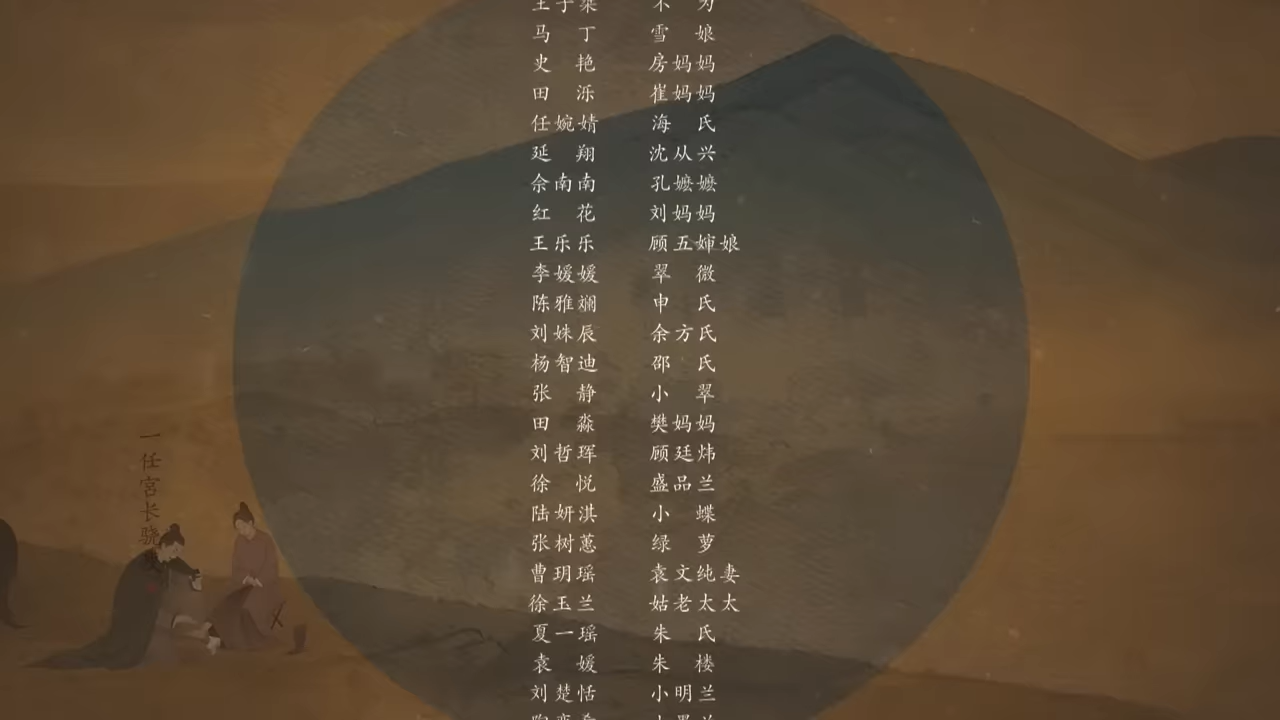 马丁 雪娘
史艳 房妈妈
田泺 崔妈妈
任婉婧 海氏
延翔 沈从兴
佘南南 孔嬷嬷
红花 刘妈妈
王乐乐 顾五婶娘
李媛媛 翠微
陈雅斓 申氏
刘姝辰 余方氏
杨智迪 邵氏
张静 小翠
田淼 樊妈妈
刘哲珲 顾廷炜
徐悦 盛品兰
陆妍淇 小蝶
张树蕙 绿萝
曹玥瑶 袁文纯妻
徐玉兰 姑老太太
夏一瑶 朱氏
袁媛 朱楼
刘楚恬 小明兰
一任宫长骁